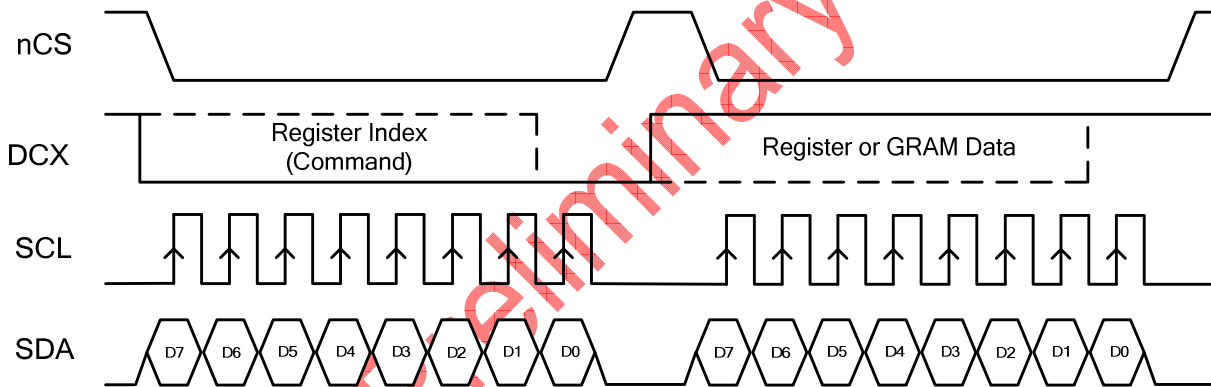 nCS
DCX
Register Index
(Command)
Register or GRAM Data
SCL
SDA
D7 D6 D5 D4 D3 D2 D1 D0
D7 D6 D5 D4 D3 D2 D1 D0